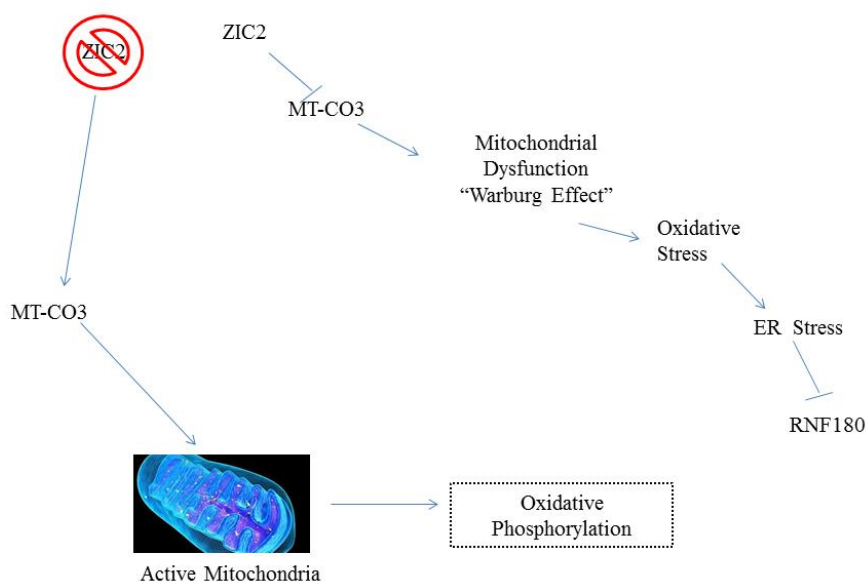 ZIC2
ZIC2
MT-CO3
Mitochondrial
Dysfunction
“Warburg Effect”
Oxidative
Stress
ER Stress
RNF180
MT-CO3
Active Mitochondria
Oxidative
Phosphorylation